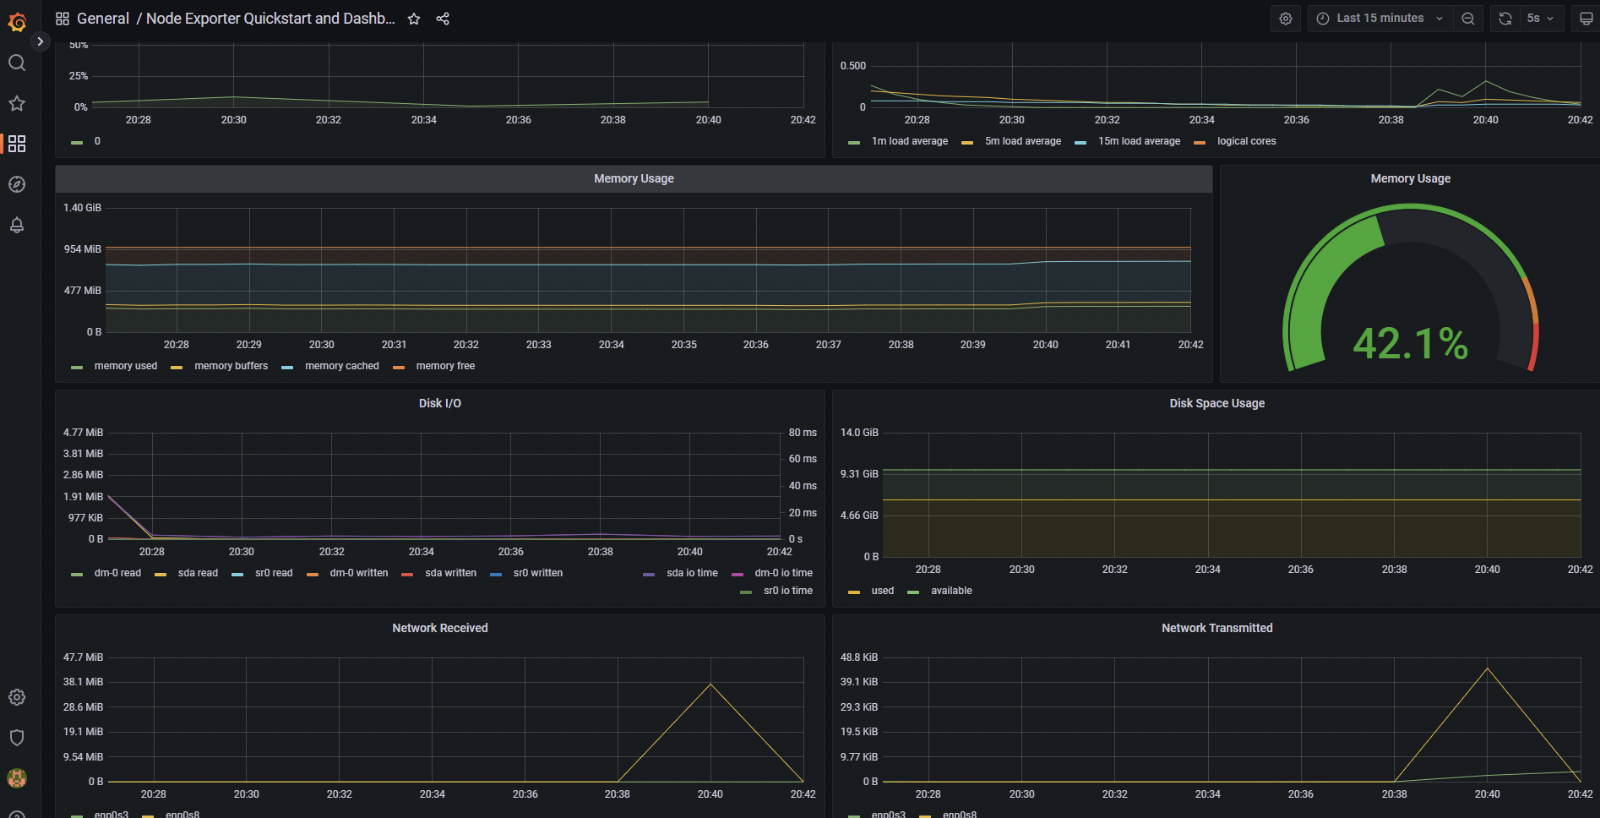 General / Node Exporter Quickstart and Dashb...
Last 15 minutes
5s
50%
25%
0%
20:28 20:30 20:32 20:34 20:36 20:38 20:40 20:42
0
0.500
0
20:28 20:30 20:32 20:34 20:36 20:38 20:40 20:42
1m load average 5m load average 15m load average logical cores
Memory Usage
1.40 GiB
954 MiB
477 MiB
0 B
20:28 20:29 20:30 20:31 20:32 20:33 20:34 20:35 20:36 20:37 20:38 20:39 20:40 20:41 20:42
memory used memory buffers memory cached memory free
Memory Usage
42.1%
Disk I/O
4.77 MiB
3.81 MiB
2.86 MiB
1.91 MiB
977 KiB
0 B
80 ms
60 ms
40 ms
20 ms
0 s
20:28 20:30 20:32 20:34 20:36 20:38 20:40 20:42
dm-0 read sda read sr0 read dm-0 written sda written sr0 written sda io time dm-0 io time
sr0 io time
Disk Space Usage
14.0 GiB
9.31 GiB
4.66 GiB
0 B
20:28 20:30 20:32 20:34 20:36 20:38 20:40 20:42
used available
Network Received
47.7 MiB
38.1 MiB
28.6 MiB
19.1 MiB
9.54 MiB
0 B
20:28 20:30 20:32 20:34 20:36 20:38 20:40 20:42
enp0s3 enp0s8
Network Transmitted
48.8 KiB
39.1 KiB
29.3 KiB
19.5 KiB
9.77 KiB
0 B
20:28 20:30 20:32 20:34 20:36 20:38 20:40 20:42
enp0s3 enp0s8